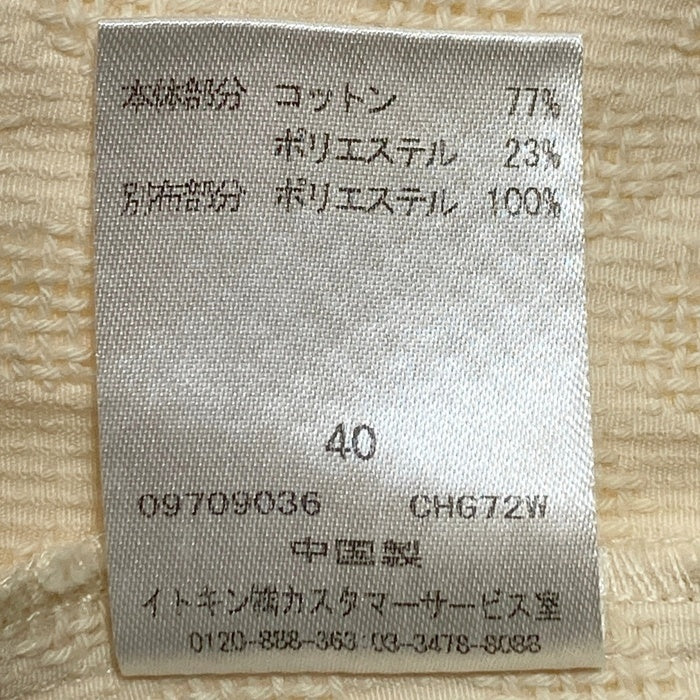 本体部分 コットン 77%
ポリエステル 23%
別布部分 ポリエステル 100%
40
09709036 CHG72W
中国製
イトキン㈱カスタマーサービス室
0120-888-363:03-3478-8088